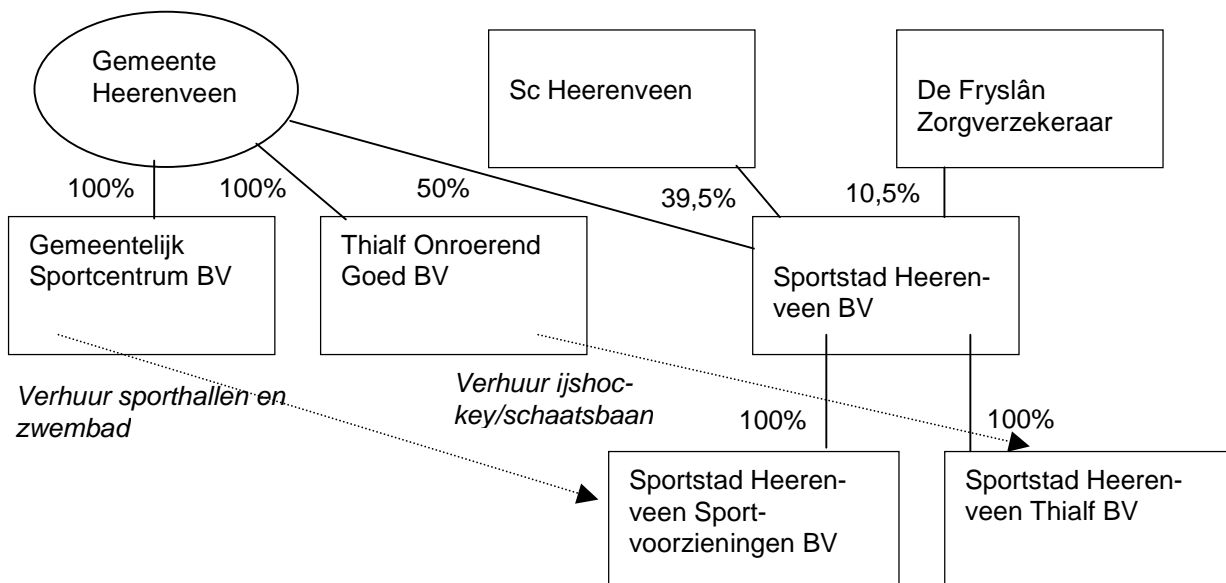 Gemeente
Heerenveen
Sc Heerenveen
De Fryslân
Zorgverzekeraar
100%
100%
50%
39,5%
10,5%
Gemeentelijk
Sportcentrum BV
Thialf Onroerend
Goed BV
Sportstad Heeren-
veen BV
Verhuur sporthallen en
zwembad
Verhuur ijshoc-
key/schaatsbaan
100%
100%
Sportstad Heeren-
veen Sport-
voorzieningen BV
Sportstad Heeren-
veen Thialf BV